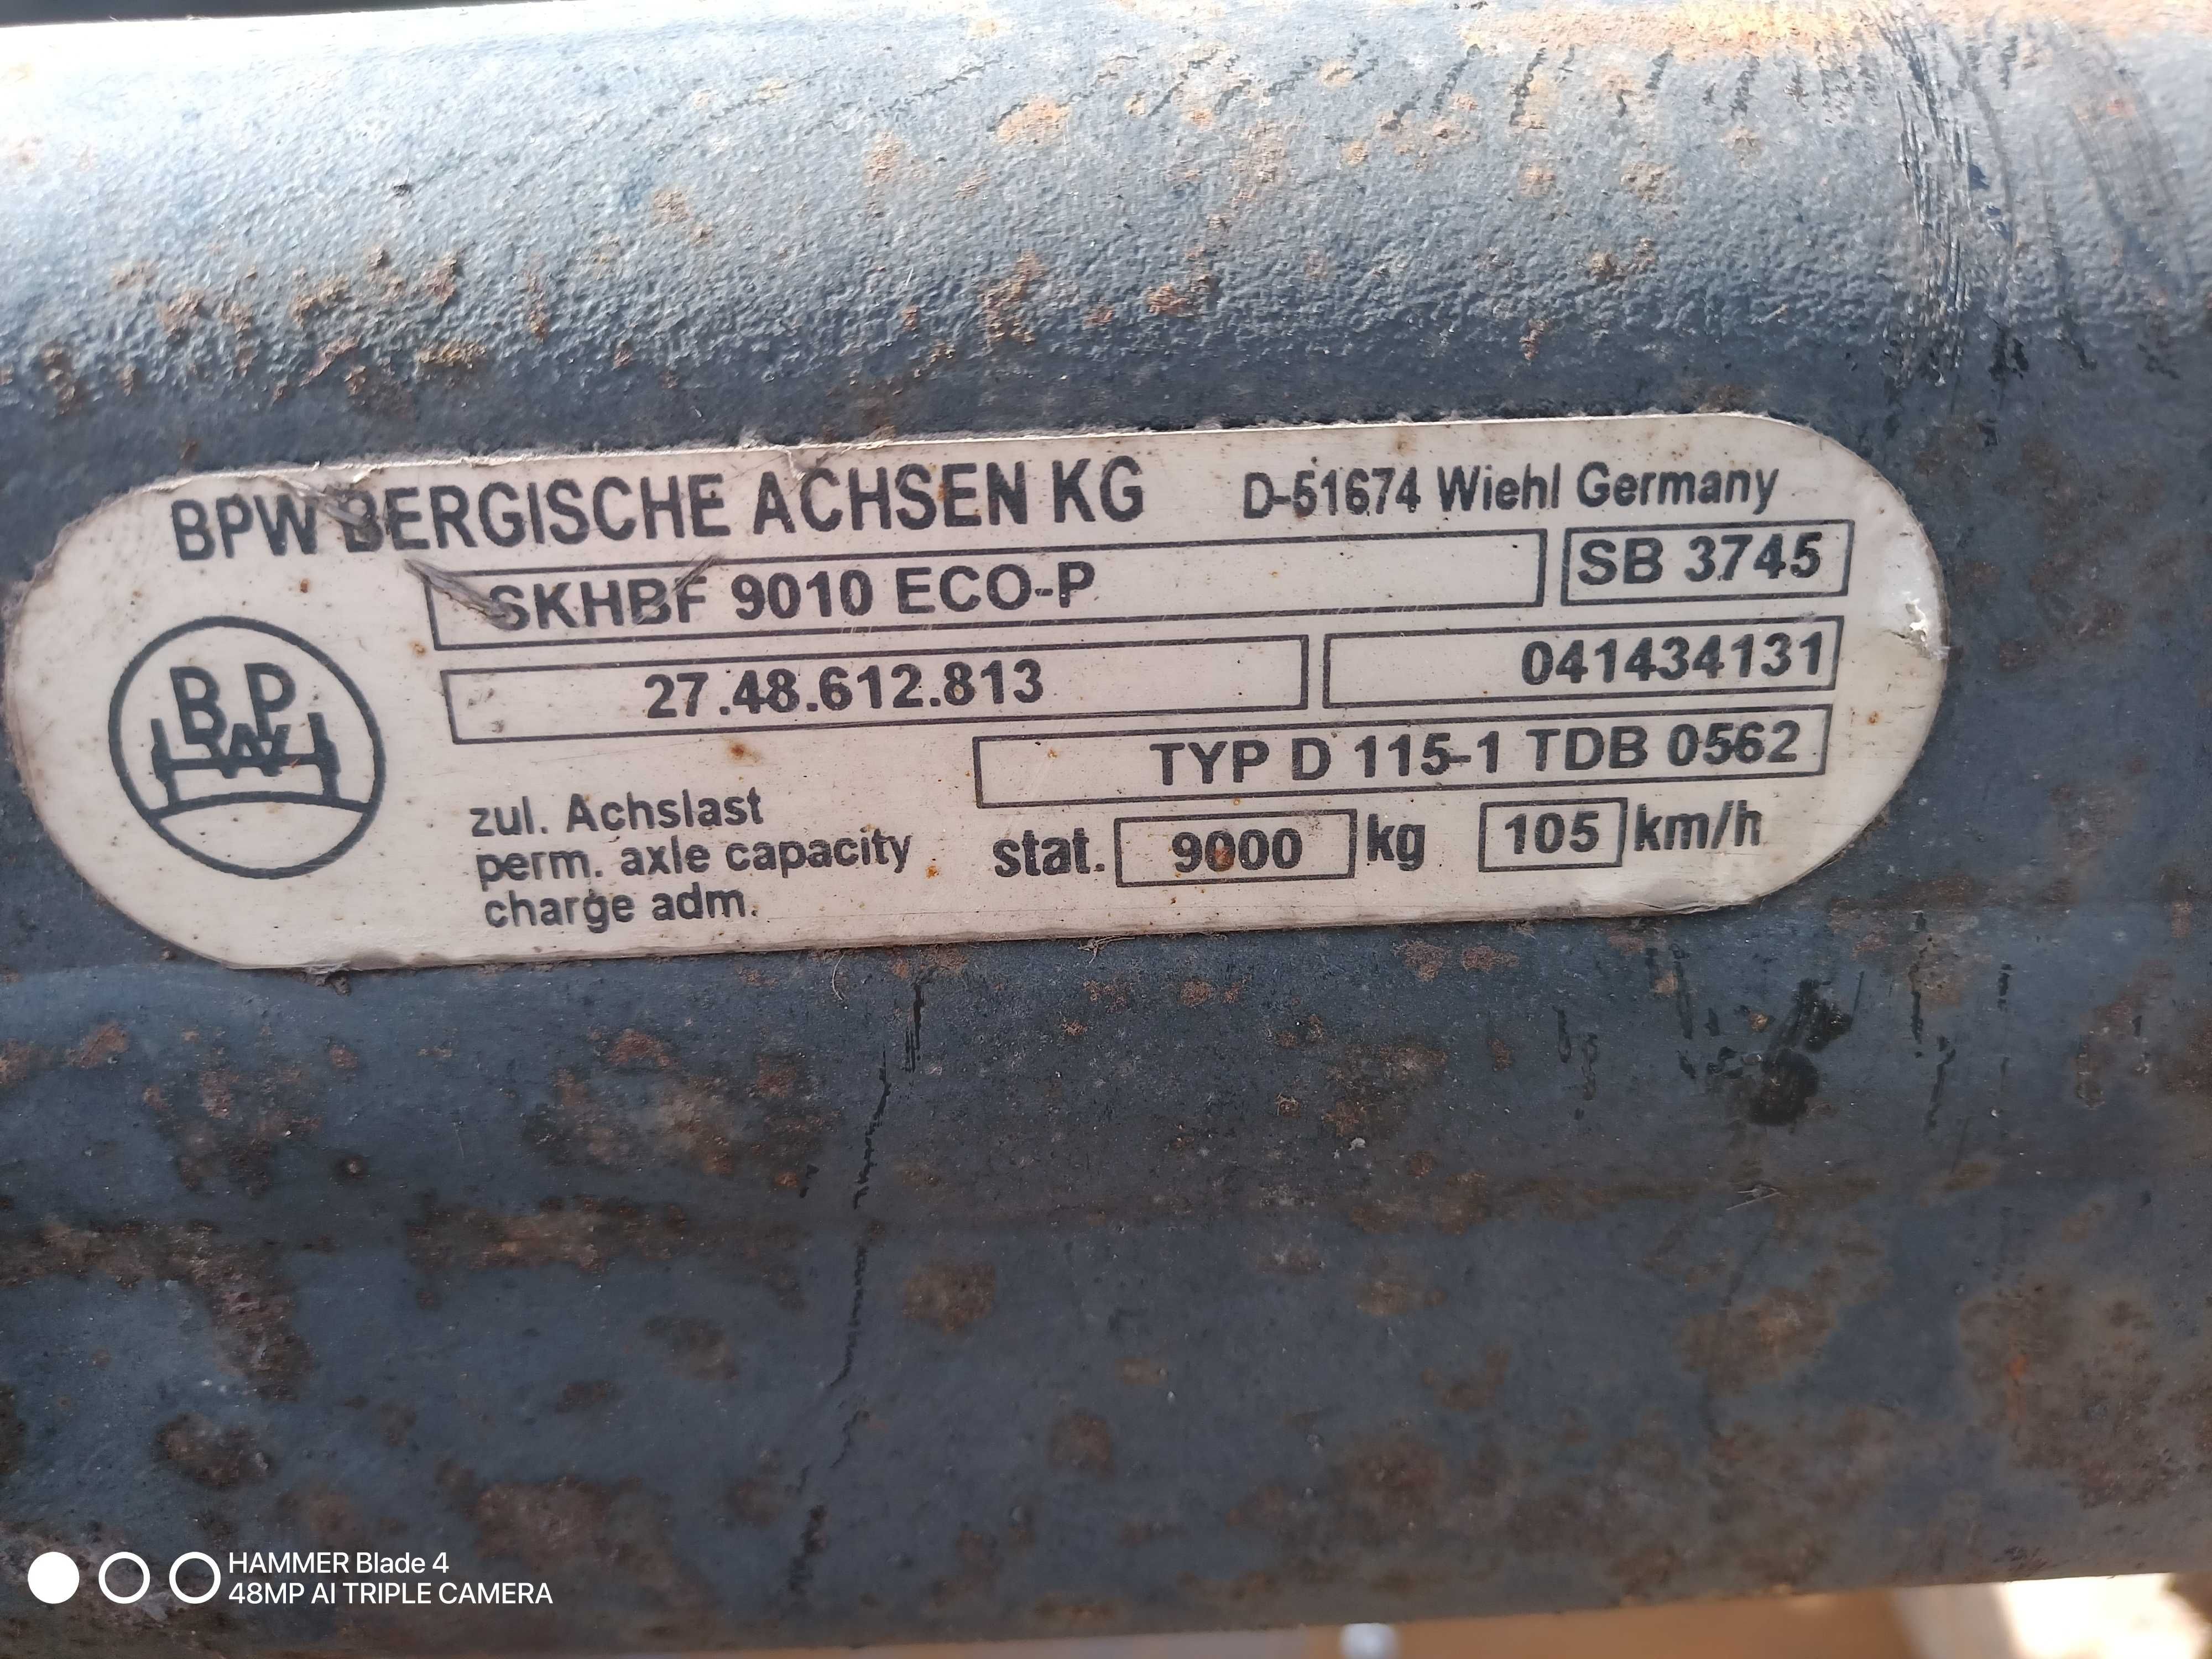 BPW BERGISCHE ACHSEN KG D-51674 Wiehl Germany
SKHBF 9010 ECO-P SB 3745
27.48.612.813 041434131
TYP D 115-1 TDB 0562
BPW
zul. Achslast
perm. axle capacity stat. 9000 kg 105 km/h
charge adm.
HAMMER Blade 4
48MP AI TRIPLE CAMERA